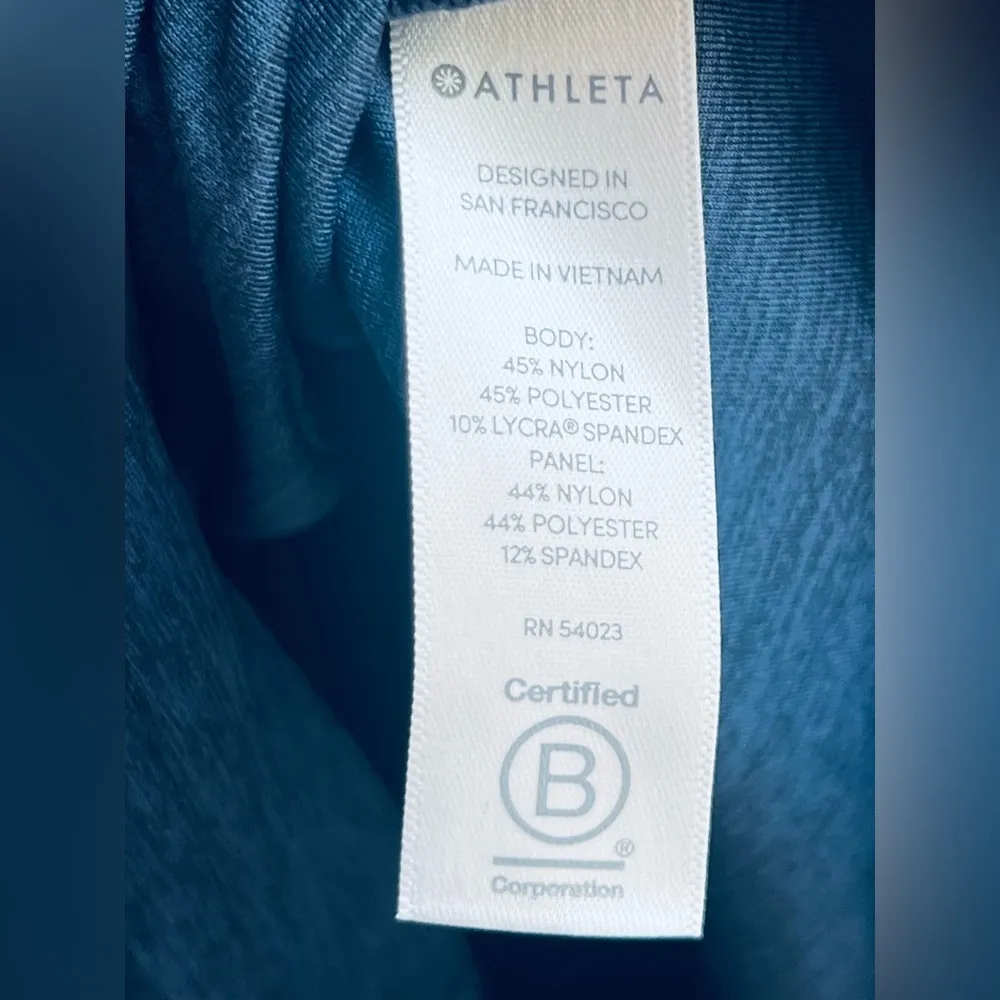 ATHLETA
DESIGNED IN
SAN FRANCISCO
MADE IN VIETNAM
BODY:
45% NYLON
45% POLYESTER
10% LYCRA® SPANDEX
PANEL:
44% NYLON
44% POLYESTER
12% SPANDEX
RN 54023
Certified
B
®
Corporation